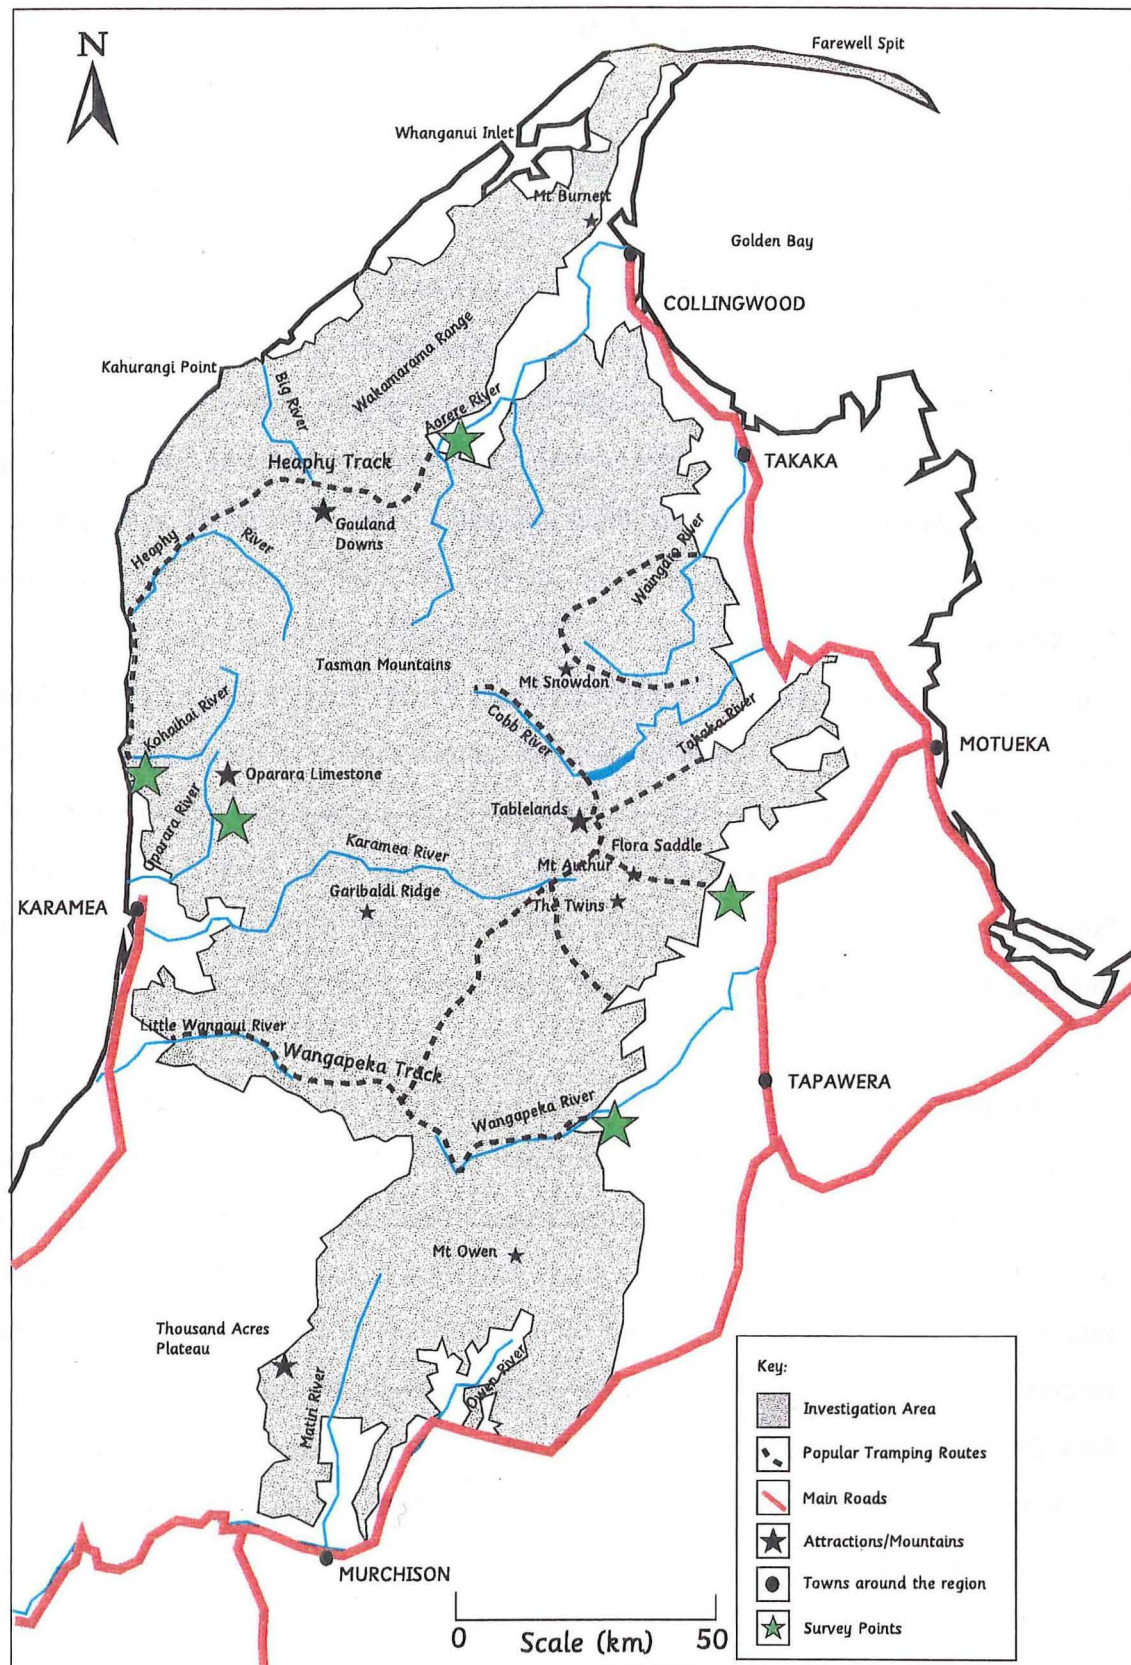 N
Farewell Spit
Whanganui Inlet
Mt Burnett
Golden Bay
COLLINGWOOD
Wakamarama Range
Kahurangi Point
Big River
Aorere River
Heaphy Track
TAKAKA
Gouland
Downs
Heaphy
River
Waingaro River
Tasman Mountains
Mt Snowdon
Kohaihai River
Cobb River
Takaka River
MOTUEKA
Oparara Limestone
Oparara River
Tablelands
Karamea River
Flora Saddle
Mt Authur
Garibaldi Ridge
The Twins
KARAMEA
Little Wanganui River
Wangapeka Track
TAPAWERA
Wangapeka River
Mt Owen
Thousand Acres
Plateau
Matiri River
Owen River
MURCHISON
Key:
Investigation Area
Popular Tramping Routes
Main Roads
Attractions/Mountains
Towns around the region
Survey Points
0 Scale (km) 50